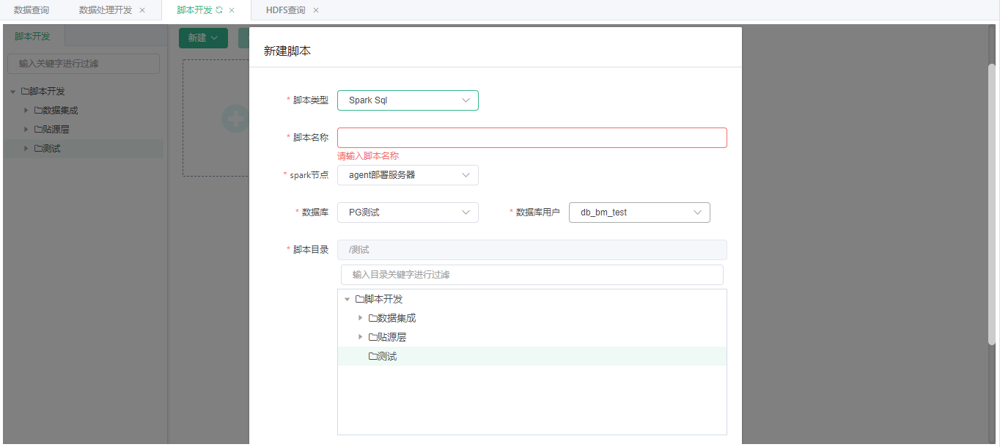 数据查询 数据处理开发 脚本开发 HDFS查询
脚本开发
新建
输入关键字进行过滤
脚本开发
数据集成
贴源层
测试
新建脚本
* 脚本类型 Spark Sql
* 脚本名称
请输入脚本名称
* spark节点 agent部署服务器
* 数据库 PG测试 * 数据库用户 db_bm_test
* 脚本目录 /测试
输入目录关键字进行过滤
脚本开发
数据集成
贴源层
测试